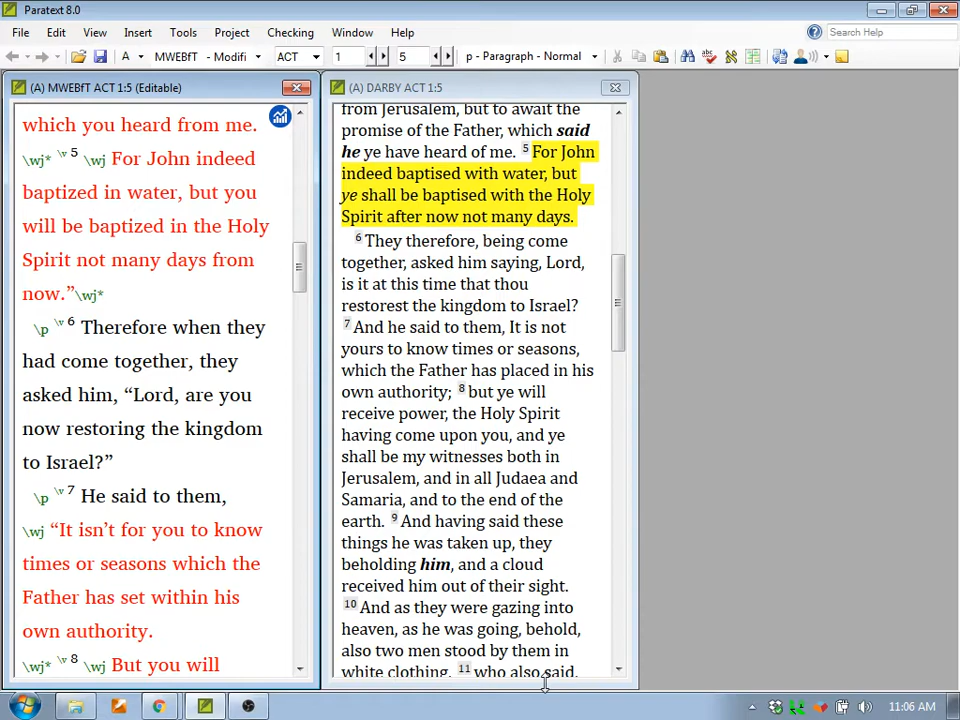 Paratext 8.0
File Edit View Insert Tools Project Checking Window Help
Search Help
A MWEBfT - Modifi ACT 1 5 p - Paragraph - Normal
(A) MWEBfT ACT 1:5 (Editable)
which you heard from me.
\wj* \v 5 \wj For John indeed
baptized in water, but you
will be baptized in the Holy
Spirit not many days from
now.”\wj*
\p \v 6 Therefore when they
had come together, they
asked him, “Lord, are you
now restoring the kingdom
to Israel?”
\p \v 7 He said to them,
\wj “It isn’t for you to know
times or seasons which the
Father has set within his
own authority.
\wj* \v 8 \wj But you will
(A) DARBY ACT 1:5
from Jerusalem, but to await the
promise of the Father, which said
he ye have heard of me. 5 For John
indeed baptised with water, but
ye shall be baptised with the Holy
Spirit after now not many days.
6 They therefore, being come
together, asked him saying, Lord,
is it at this time that thou
restorest the kingdom to Israel?
7 And he said to them, It is not
yours to know times or seasons,
which the Father has placed in his
own authority; 8 but ye will
receive power, the Holy Spirit
having come upon you, and ye
shall be my witnesses both in
Jerusalem, and in all Judaea and
Samaria, and to the end of the
earth. 9 And having said these
things he was taken up, they
beholding him, and a cloud
received him out of their sight.
10 And as they were gazing into
heaven, as he was going, behold,
also two men stood by them in
white clothing, 11 who also said,
11:06 AM